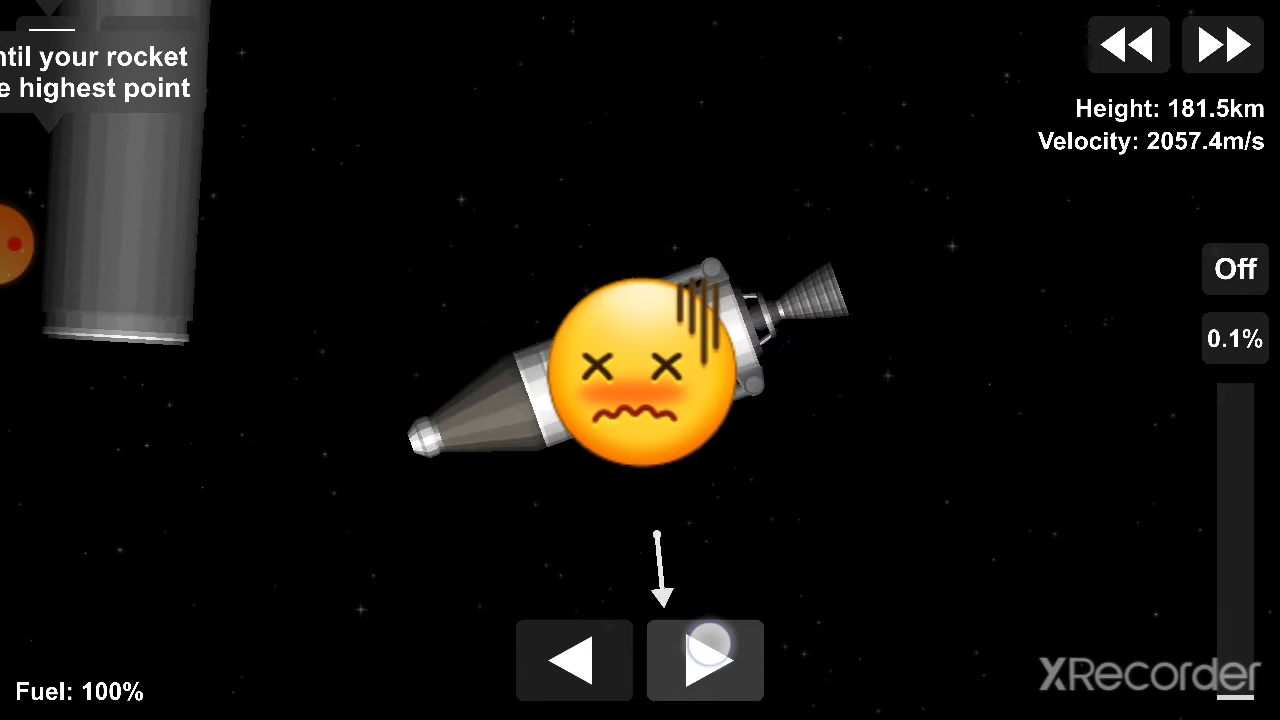 ntil your rocket
e highest point
Height: 181.5km
Velocity: 2057.4m/s
Off
0.1%
Fuel: 100%
XRecorder